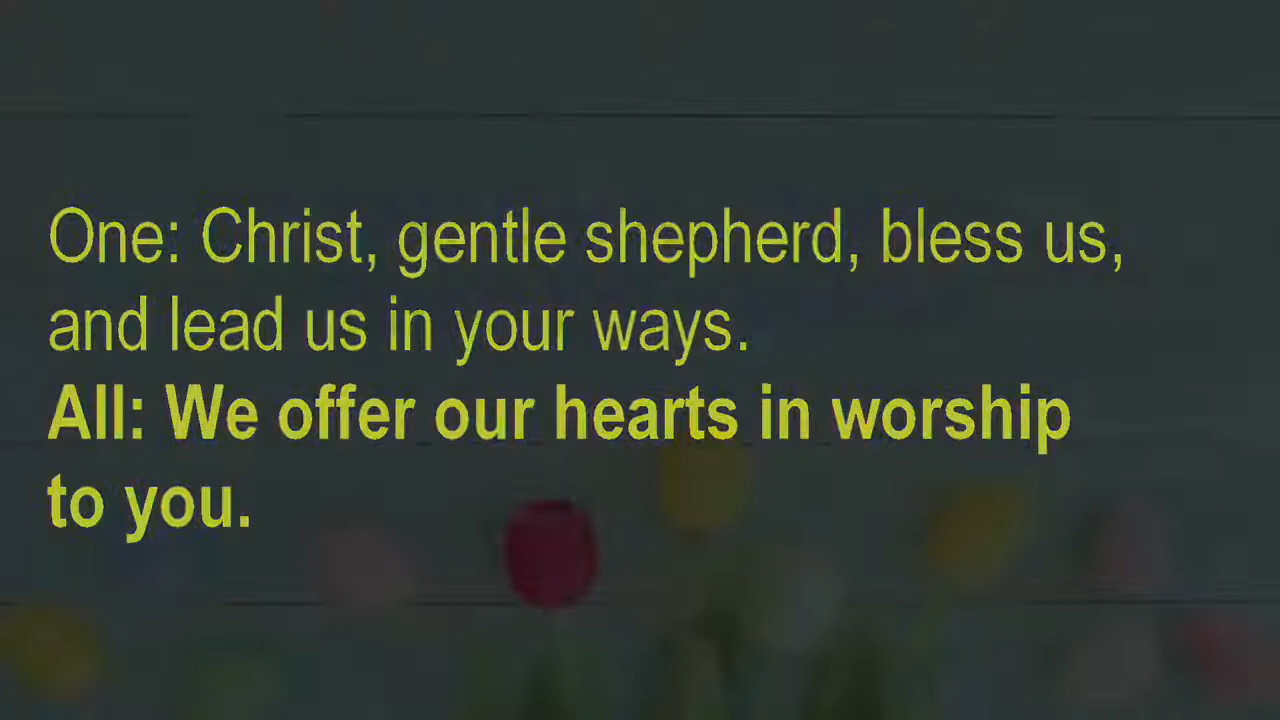 One: Christ, gentle shepherd, bless us,
and lead us in your ways.
All: We offer our hearts in worship
to you.